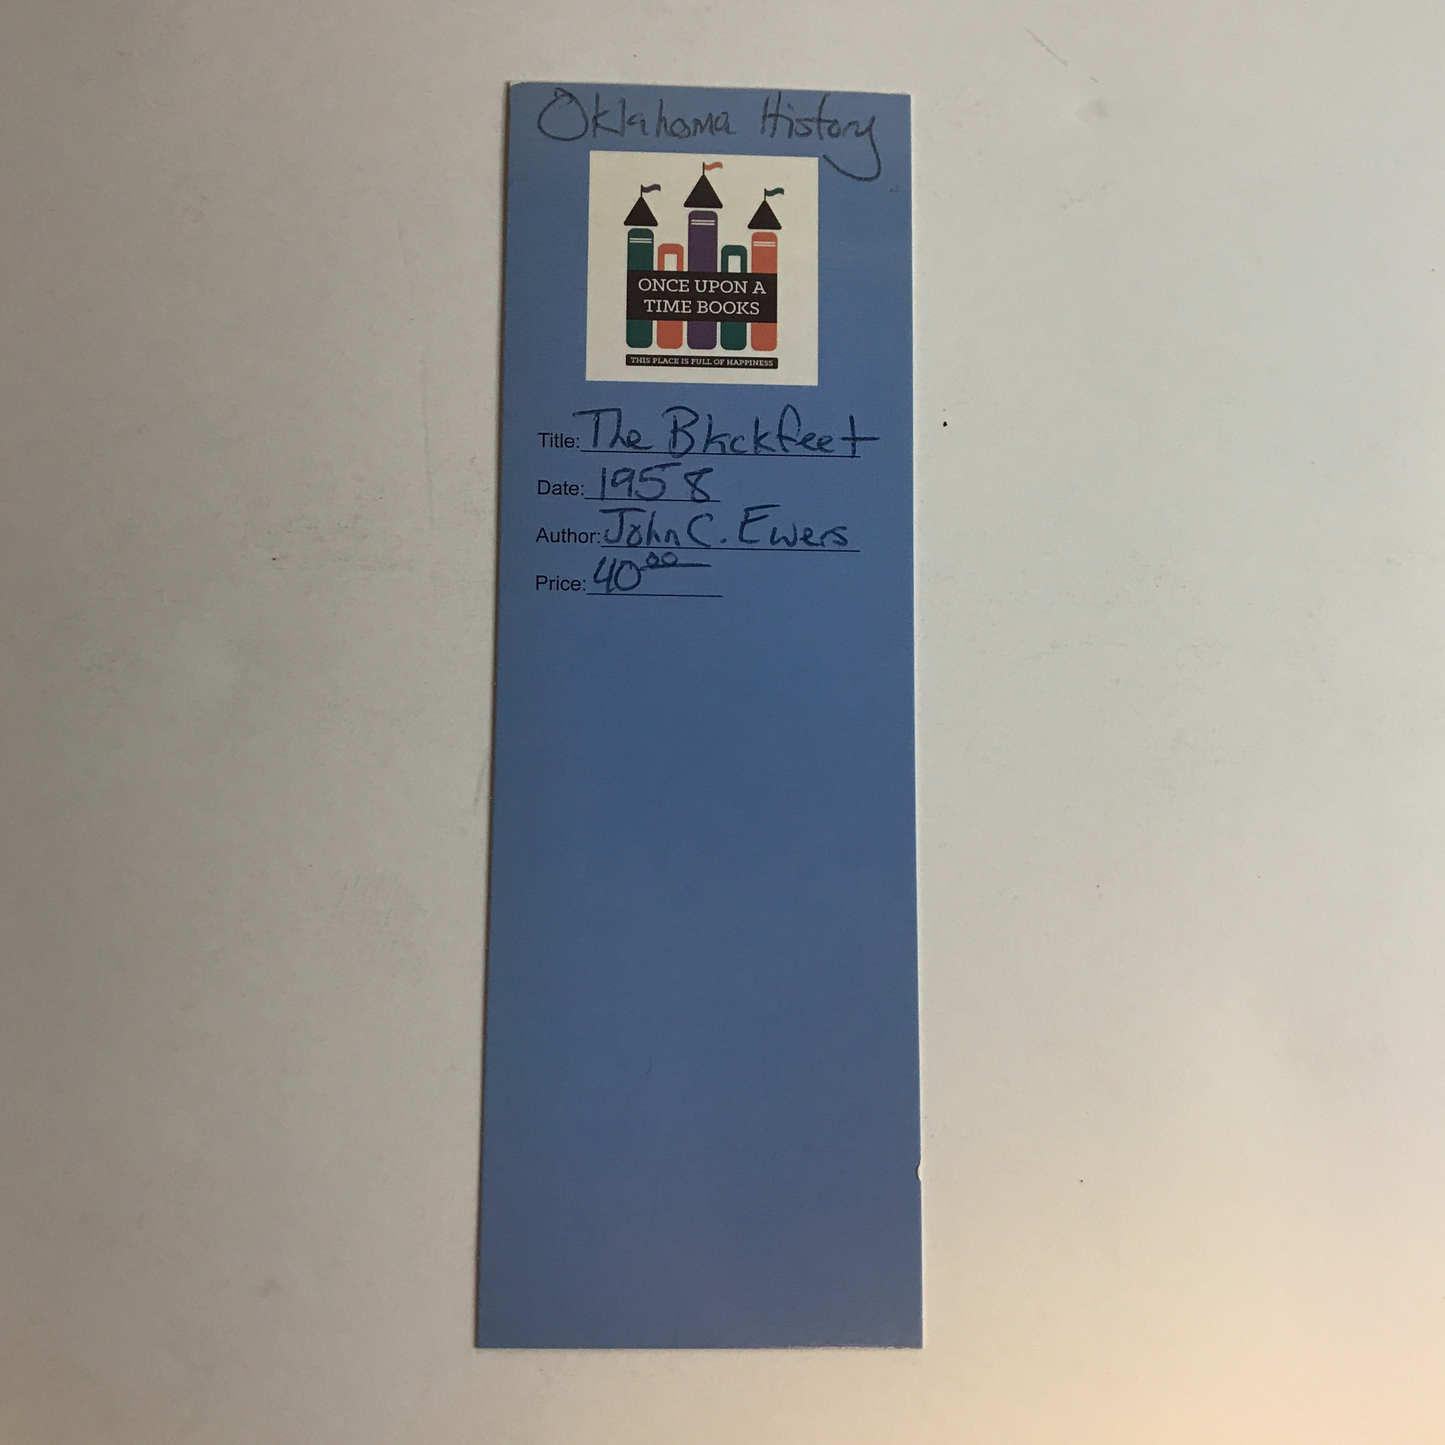 Oklahoma History
ONCE UPON A
TIME BOOKS
THIS PLACE IS FULL OF HAPPINESS
Title: The Blackfeet
Date: 1958
Author: John C. Ewers
Price: 40 00